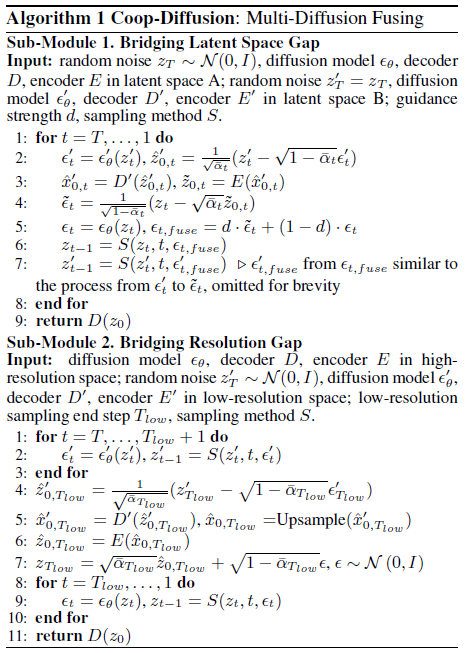 Algorithm 1 Coop-Diffusion: Multi-Diffusion Fusing
Sub-Module 1. Bridging Latent Space Gap
Input: random noise $z_T \sim \mathcal{N}(0, I)$, diffusion model $\epsilon_\theta$, decoder
$D$, encoder $E$ in latent space A; random noise $z'_T = z_T$, diffusion
model $\epsilon'_\theta$, decoder $D'$, encoder $E'$ in latent space B; guidance
strength $d$, sampling method $S$.
1: for $t = T, \ldots, 1$ do
2: $\epsilon'_t = \epsilon'_\theta(z'_t)$, $\hat{z}'_{0,t} = \frac{1}{\sqrt{\bar{\alpha}_t}}(z'_t - \sqrt{1 - \bar{\alpha}_t}\epsilon'_t)$
3: $\hat{x}'_{0,t} = D'(\hat{z}'_{0,t})$, $\tilde{z}_{0,t} = E(\hat{x}'_{0,t})$
4: $\tilde{\epsilon}_t = \frac{1}{\sqrt{1-\bar{\alpha}_t}}(z_t - \sqrt{\bar{\alpha}_t}\tilde{z}_{0,t})$
5: $\epsilon_t = \epsilon_\theta(z_t)$, $\epsilon_{t,fuse} = d \cdot \tilde{\epsilon}_t + (1 - d) \cdot \epsilon_t$
6: $z_{t-1} = S(z_t, t, \epsilon_{t,fuse})$
7: $z'_{t-1} = S(z'_t, t, \epsilon'_{t,fuse})$ ▷ $\epsilon'_{t,fuse}$ from $\epsilon_{t,fuse}$ similar to
the process from $\epsilon'_t$ to $\tilde{\epsilon}_t$, omitted for brevity
8: end for
9: return $D(z_0)$
Sub-Module 2. Bridging Resolution Gap
Input: diffusion model $\epsilon_\theta$, decoder $D$, encoder $E$ in high-
resolution space; random noise $z'_T \sim \mathcal{N}(0, I)$, diffusion model $\epsilon'_\theta$,
decoder $D'$, encoder $E'$ in low-resolution space; low-resolution
sampling end step $T_{low}$, sampling method $S$.
1: for $t = T, \ldots, T_{low} + 1$ do
2: $\epsilon'_t = \epsilon'_\theta(z'_t)$, $z'_{t-1} = S(z'_t, t, \epsilon'_t)$
3: end for
4: $\hat{z}'_{0,T_{low}} = \frac{1}{\sqrt{\bar{\alpha}_{T_{low}}}}(z'_{T_{low}} - \sqrt{1 - \bar{\alpha}_{T_{low}}}\epsilon'_{T_{low}})$
5: $\hat{x}'_{0,T_{low}} = D'(\hat{z}'_{0,T_{low}})$, $\hat{x}_{0,T_{low}}$ =Upsample($\hat{x}'_{0,T_{low}}$)
6: $\hat{z}_{0,T_{low}} = E(\hat{x}_{0,T_{low}})$
7: $z_{T_{low}} = \sqrt{\bar{\alpha}_{T_{low}}}\hat{z}_{0,T_{low}} + \sqrt{1 - \bar{\alpha}_{T_{low}}}\epsilon$, $\epsilon \sim \mathcal{N}(0, I)$
8: for $t = T_{low}, \ldots, 1$ do
9: $\epsilon_t = \epsilon_\theta(z_t)$, $z_{t-1} = S(z_t, t, \epsilon_t)$
10: end for
11: return $D(z_0)$